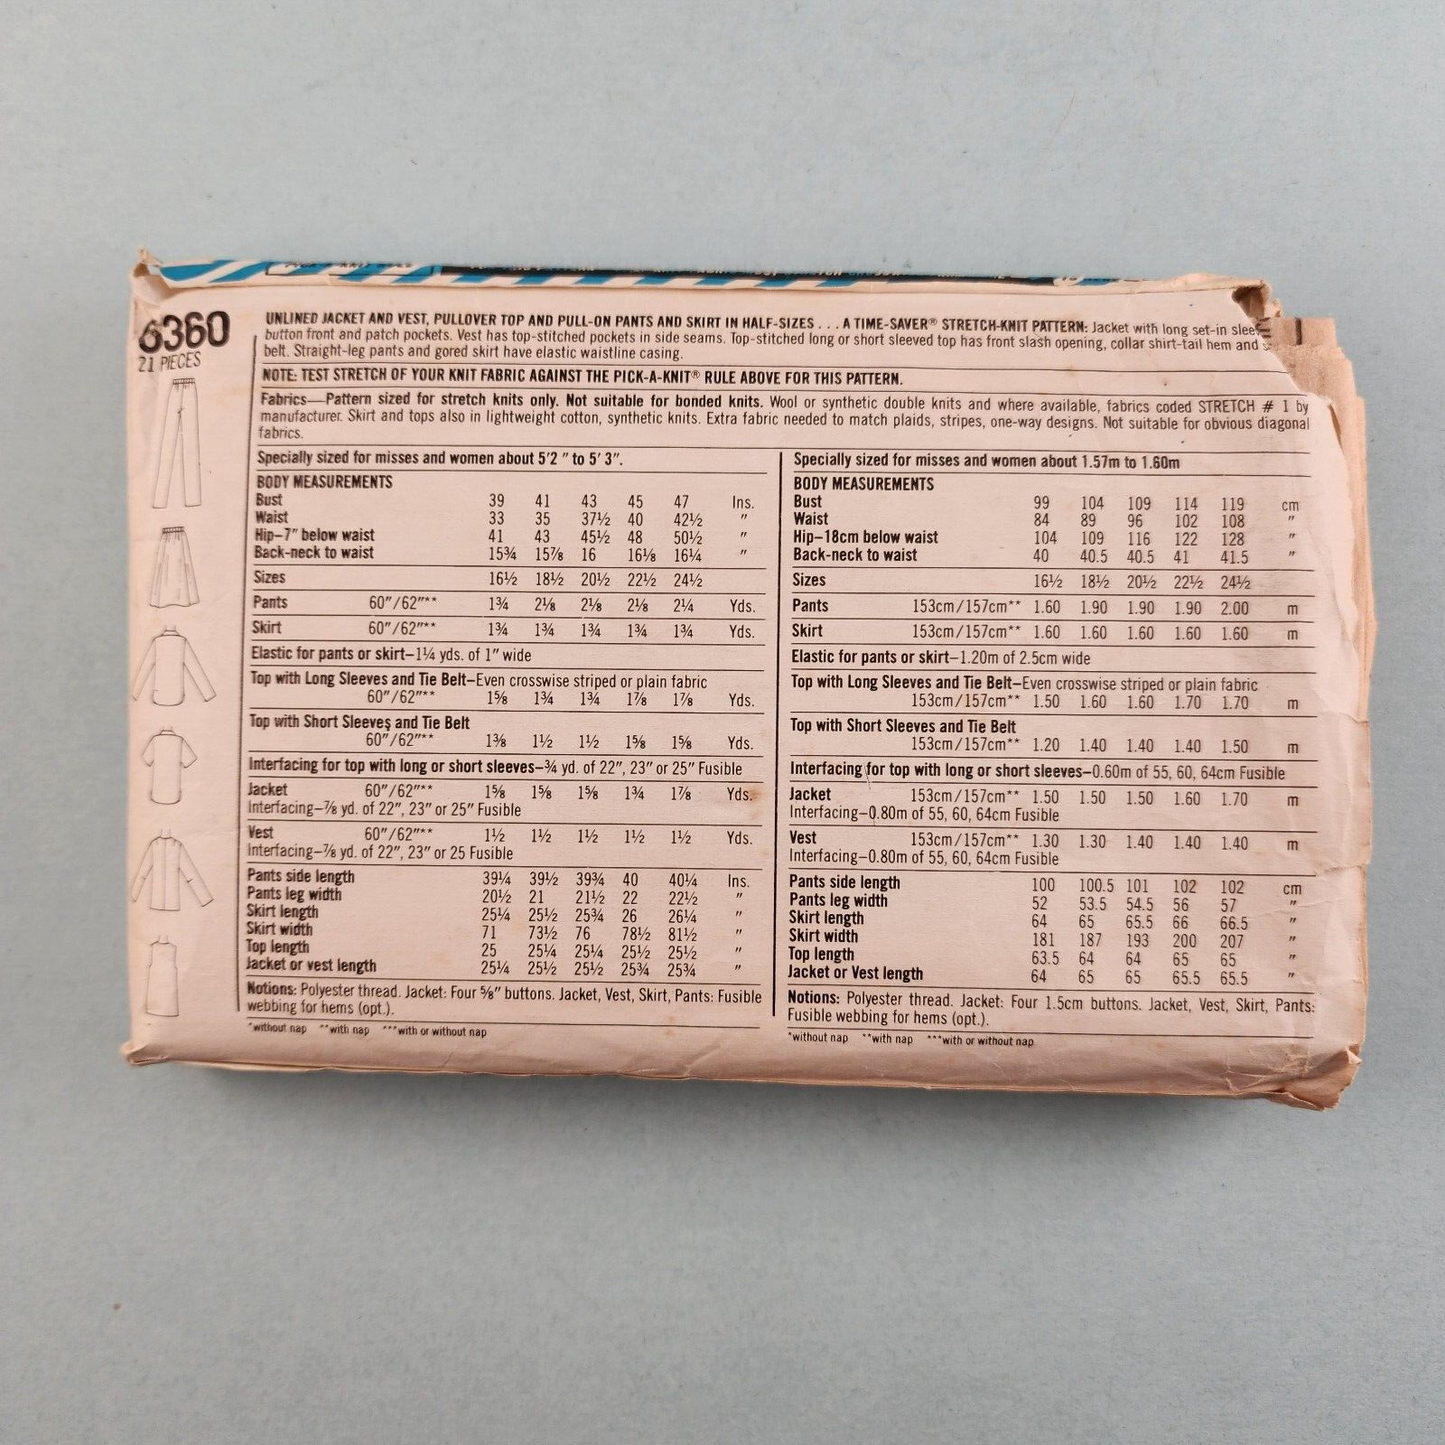 6360
21 PIECES
UNLINED JACKET AND VEST, PULLOVER TOP AND PULL-ON PANTS AND SKIRT IN HALF-SIZES . . . A TIME-SAVER® STRETCH-KNIT PATTERN: Jacket with long set-in
button front and patch pockets. Vest has top-stitched pockets in side seams. Top-stitched long or short sleeved top has front slash opening, collar shirt-tail hem and
belt. Straight-leg pants and gored skirt have elastic waistline casing.
NOTE: TEST STRETCH OF YOUR KNIT FABRIC AGAINST THE PICK-A-KNIT® RULE ABOVE FOR THIS PATTERN.
Fabrics—Pattern sized for stretch knits only. Not suitable for bonded knits. Wool or synthetic double knits and where available, fabrics coded STRETCH # 1 by
manufacturer. Skirt and tops also in lightweight cotton, synthetic knits. Extra fabric needed to match plaids, stripes, one-way designs. Not suitable for obvious diagonal
fabrics.
Specially sized for misses and women about 5'2 " to 5' 3".
BODY MEASUREMENTS
Bust 39 41 43 45 47 Ins.
Waist 33 35 37½ 40 42½ "
Hip–7" below waist 41 43 45½ 48 50½ "
Back-neck to waist 15¾ 15⅞ 16 16⅛ 16¼ "
Sizes 16½ 18½ 20½ 22½ 24½
Pants 60"/62"** 1¾ 2⅛ 2⅛ 2⅛ 2¼ Yds.
Skirt 60"/62"** 1¾ 1¾ 1¾ 1¾ 1¾ Yds.
Elastic for pants or skirt–1¼ yds. of 1" wide
Top with Long Sleeves and Tie Belt–Even crosswise striped or plain fabric
60"/62"** 1⅝ 1¾ 1¾ 1⅞ 1⅞ Yds.
Top with Short Sleeves and Tie Belt
60"/62"** 1⅜ 1½ 1½ 1⅝ 1⅝ Yds.
Interfacing for top with long or short sleeves–¾ yd. of 22", 23" or 25" Fusible
Jacket 60"/62"** 1⅝ 1⅝ 1⅝ 1¾ 1⅞ Yds.
Interfacing–⅞ yd. of 22", 23" or 25" Fusible
Vest 60"/62"** 1½ 1½ 1½ 1½ 1½ Yds.
Interfacing–⅞ yd. of 22", 23" or 25 Fusible
Pants side length 39¼ 39½ 39¾ 40 40¼ Ins.
Pants leg width 20½ 21 21½ 22 22½ "
Skirt length 25¼ 25½ 25¾ 26 26¼ "
Skirt width 71 73½ 76 78½ 81½ "
Top length 25 25¼ 25¼ 25½ 25½ "
Jacket or vest length 25¼ 25½ 25½ 25¾ 25¾ "
Notions: Polyester thread. Jacket: Four ⅝" buttons. Jacket, Vest, Skirt, Pants: Fusible
webbing for hems (opt.).
*without nap **with nap ***with or without nap
Specially sized for misses and women about 1.57m to 1.60m
BODY MEASUREMENTS
Bust 99 104 109 114 119 cm
Waist 84 89 96 102 108 "
Hip–18cm below waist 104 109 116 122 128 "
Back-neck to waist 40 40.5 40.5 41 41.5 "
Sizes 16½ 18½ 20½ 22½ 24½
Pants 153cm/157cm** 1.60 1.90 1.90 1.90 2.00 m
Skirt 153cm/157cm** 1.60 1.60 1.60 1.60 1.60 m
Elastic for pants or skirt–1.20m of 2.5cm wide
Top with Long Sleeves and Tie Belt–Even crosswise striped or plain fabric
153cm/157cm** 1.50 1.60 1.60 1.70 1.70 m
Top with Short Sleeves and Tie Belt
153cm/157cm** 1.20 1.40 1.40 1.40 1.50 m
Interfacing for top with long or short sleeves–0.60m of 55, 60, 64cm Fusible
Jacket 153cm/157cm** 1.50 1.50 1.50 1.60 1.70 m
Interfacing–0.80m of 55, 60, 64cm Fusible
Vest 153cm/157cm** 1.30 1.30 1.40 1.40 1.40 m
Interfacing–0.80m of 55, 60, 64cm Fusible
Pants side length 100 100.5 101 102 102 cm
Pants leg width 52 53.5 54.5 56 57 "
Skirt length 64 65 65.5 66 66.5 "
Skirt width 181 187 193 200 207 "
Top length 63.5 64 64 65 65 "
Jacket or Vest length 64 65 65 65.5 65.5 "
Notions: Polyester thread. Jacket: Four 1.5cm buttons. Jacket, Vest, Skirt, Pants:
Fusible webbing for hems (opt.).
*without nap **with nap ***with or without nap